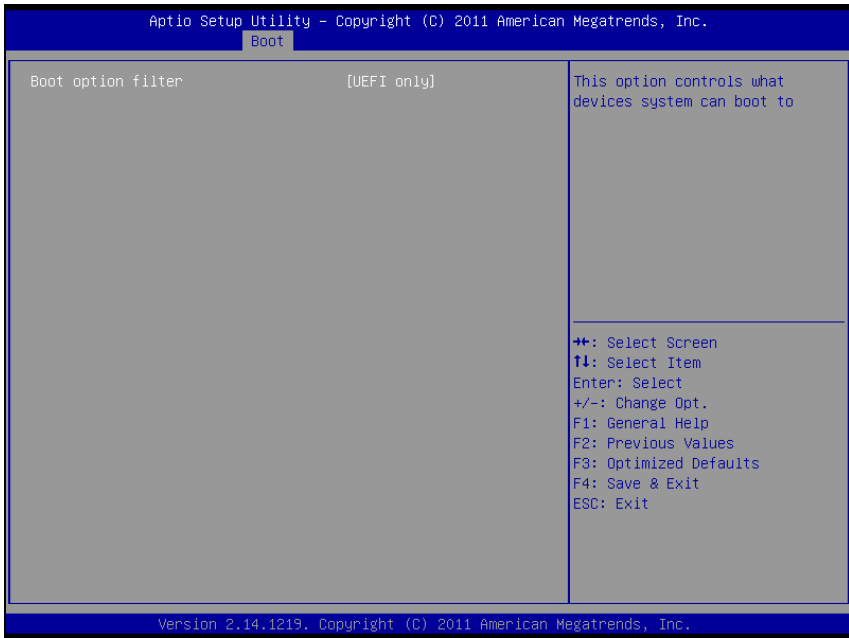 Aptio Setup Utility – Copyright (C) 2011 American Megatrends, Inc.
Boot
Boot option filter [UEFI only]
This option controls what
devices system can boot to
→←: Select Screen
↑↓: Select Item
Enter: Select
+/-: Change Opt.
F1: General Help
F2: Previous Values
F3: Optimized Defaults
F4: Save & Exit
ESC: Exit
Version 2.14.1219. Copyright (C) 2011 American Megatrends, Inc.